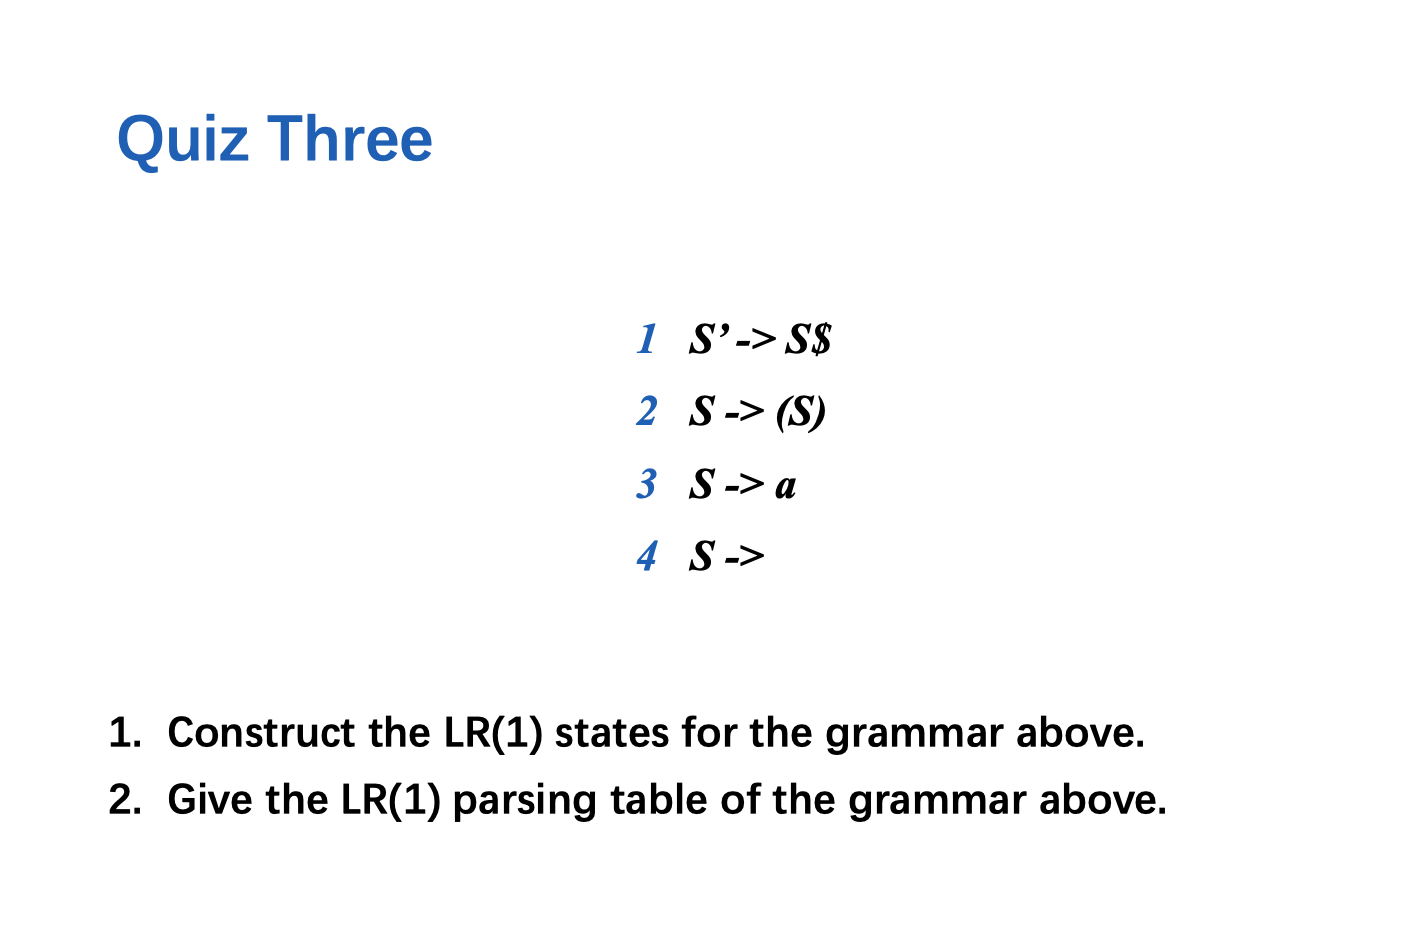 Quiz Three
1 S’ -> S$
2 S -> (S)
3 S -> a
4 S ->
1. Construct the LR(1) states for the grammar above.
2. Give the LR(1) parsing table of the grammar above.